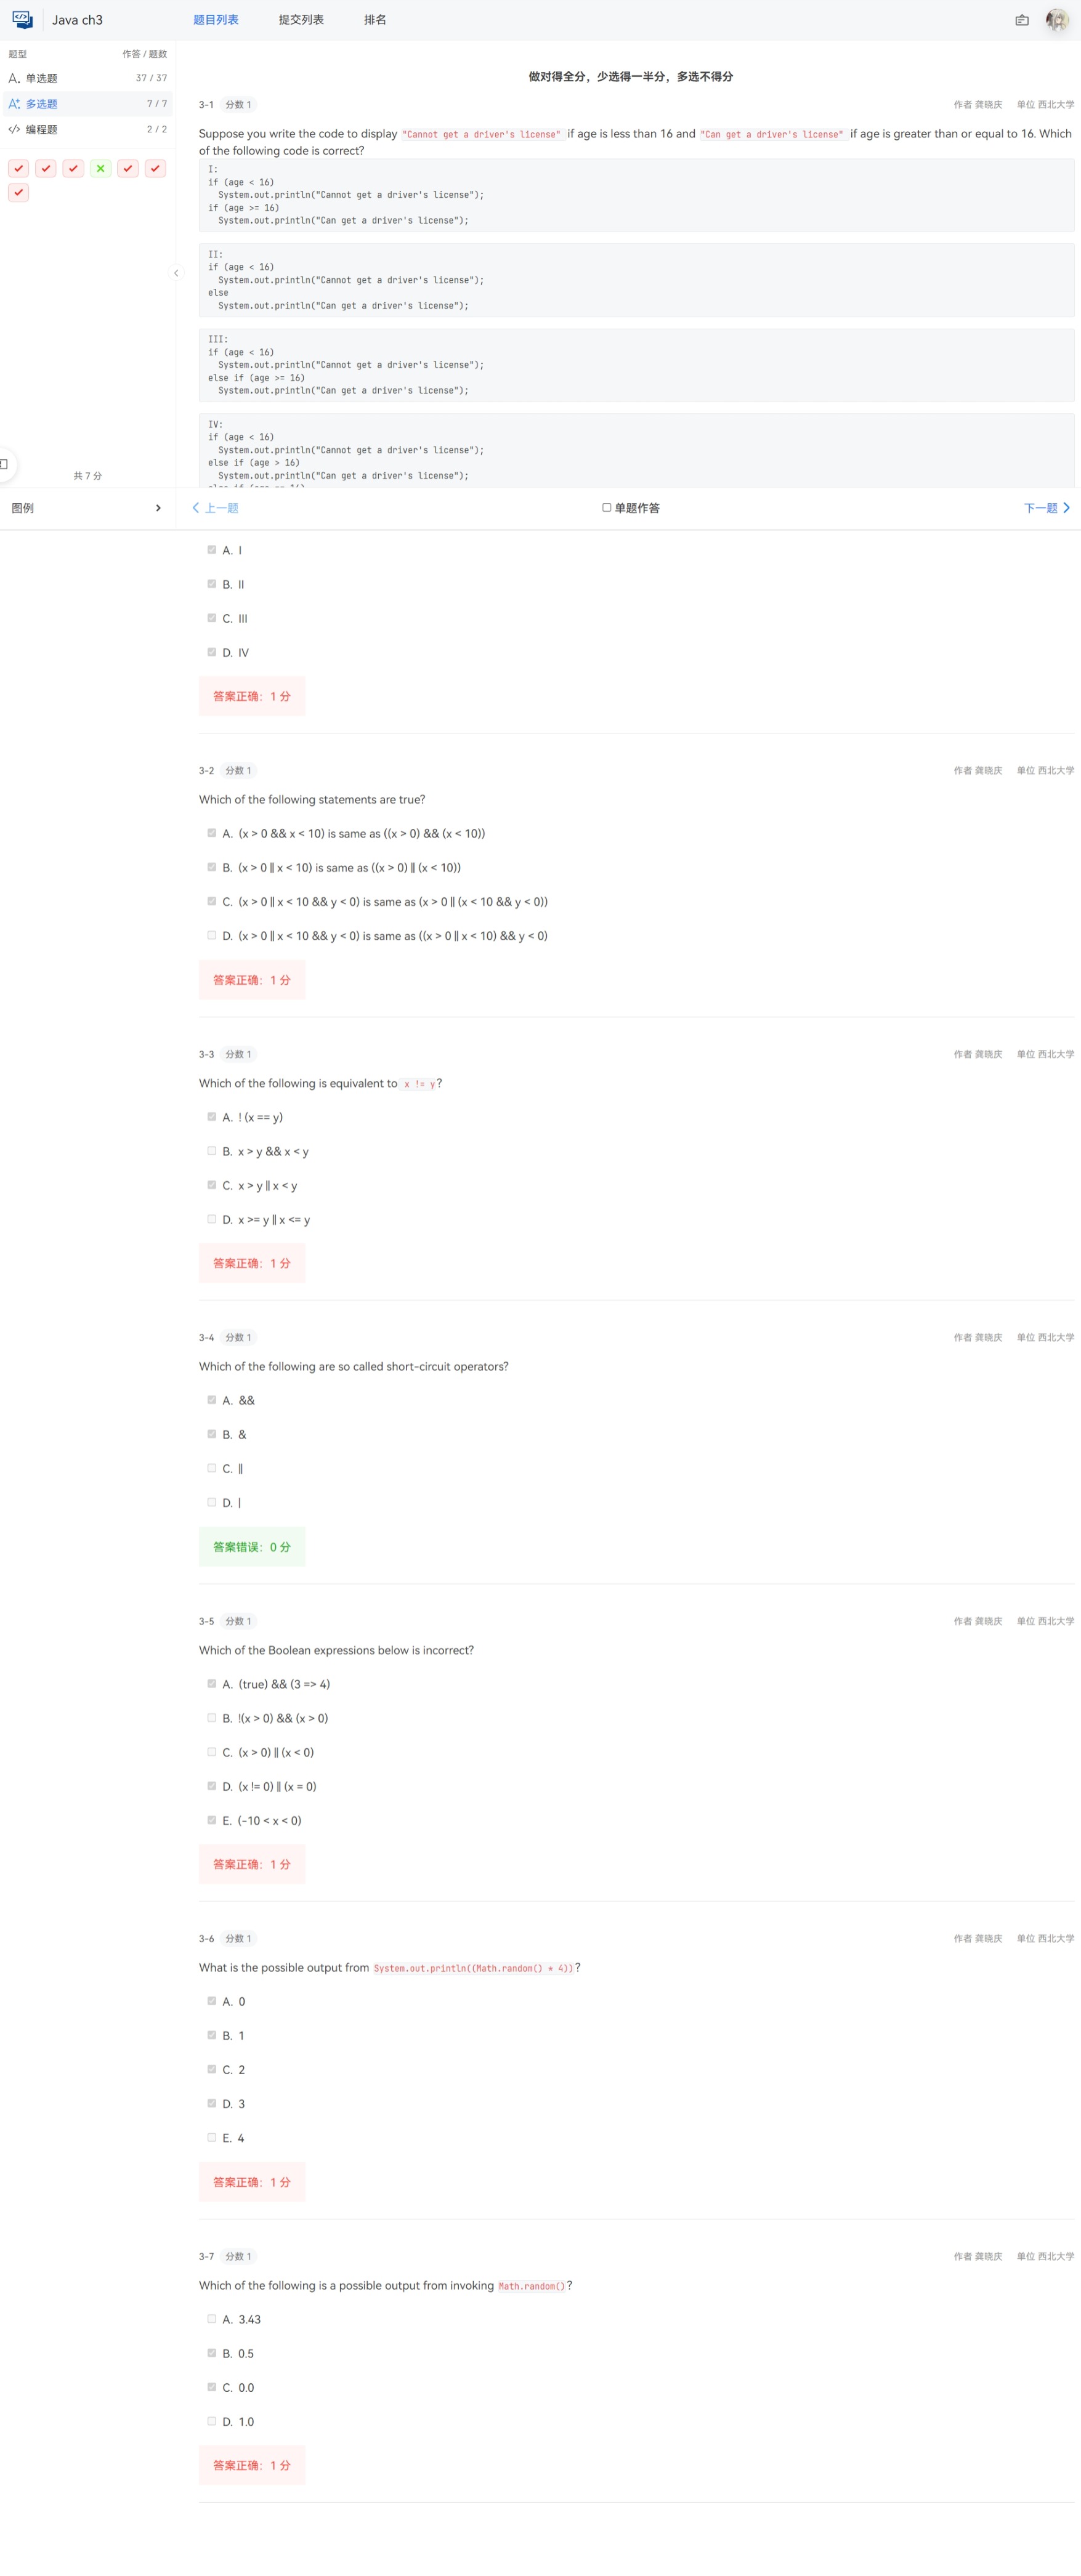 Java ch3
题目列表
提交列表
排名
题型 作答 / 题数
单选题 37 / 37
多选题 7 / 7
编程题 2 / 2
共 7 分
图例
做对得全分，少选得一半分，多选不得分
3-1 分数 1 作者 龚晓庆 单位 西北大学
Suppose you write the code to display "Cannot get a driver's license" if age is less than 16 and "Can get a driver's license" if age is greater than or equal to 16. Which
of the following code is correct?
I:
if (age < 16)
System.out.println("Cannot get a driver's license");
if (age >= 16)
System.out.println("Can get a driver's license");
II:
if (age < 16)
System.out.println("Cannot get a driver's license");
else
System.out.println("Can get a driver's license");
III:
if (age < 16)
System.out.println("Cannot get a driver's license");
else if (age >= 16)
System.out.println("Can get a driver's license");
IV:
if (age < 16)
System.out.println("Cannot get a driver's license");
else if (age > 16)
System.out.println("Can get a driver's license");
上一题 单题作答 下一题
A. I
B. II
C. III
D. IV
答案正确：1 分
3-2 分数 1 作者 龚晓庆 单位 西北大学
Which of the following statements are true?
A. (x > 0 && x < 10) is same as ((x > 0) && (x < 10))
B. (x > 0 || x < 10) is same as ((x > 0) || (x < 10))
C. (x > 0 || x < 10 && y < 0) is same as (x > 0 || (x < 10 && y < 0))
D. (x > 0 || x < 10 && y < 0) is same as ((x > 0 || x < 10) && y < 0)
答案正确：1 分
3-3 分数 1 作者 龚晓庆 单位 西北大学
Which of the following is equivalent to x != y?
A. ! (x == y)
B. x > y && x < y
C. x > y || x < y
D. x >= y || x <= y
答案正确：1 分
3-4 分数 1 作者 龚晓庆 单位 西北大学
Which of the following are so called short-circuit operators?
A. &&
B. &
C. ||
D. |
答案错误：0 分
3-5 分数 1 作者 龚晓庆 单位 西北大学
Which of the Boolean expressions below is incorrect?
A. (true) && (3 => 4)
B. !(x > 0) && (x > 0)
C. (x > 0) || (x < 0)
D. (x != 0) || (x = 0)
E. (-10 < x < 0)
答案正确：1 分
3-6 分数 1 作者 龚晓庆 单位 西北大学
What is the possible output from System.out.println((Math.random() * 4))?
A. 0
B. 1
C. 2
D. 3
E. 4
答案正确：1 分
3-7 分数 1 作者 龚晓庆 单位 西北大学
Which of the following is a possible output from invoking Math.random()?
A. 3.43
B. 0.5
C. 0.0
D. 1.0
答案正确：1 分